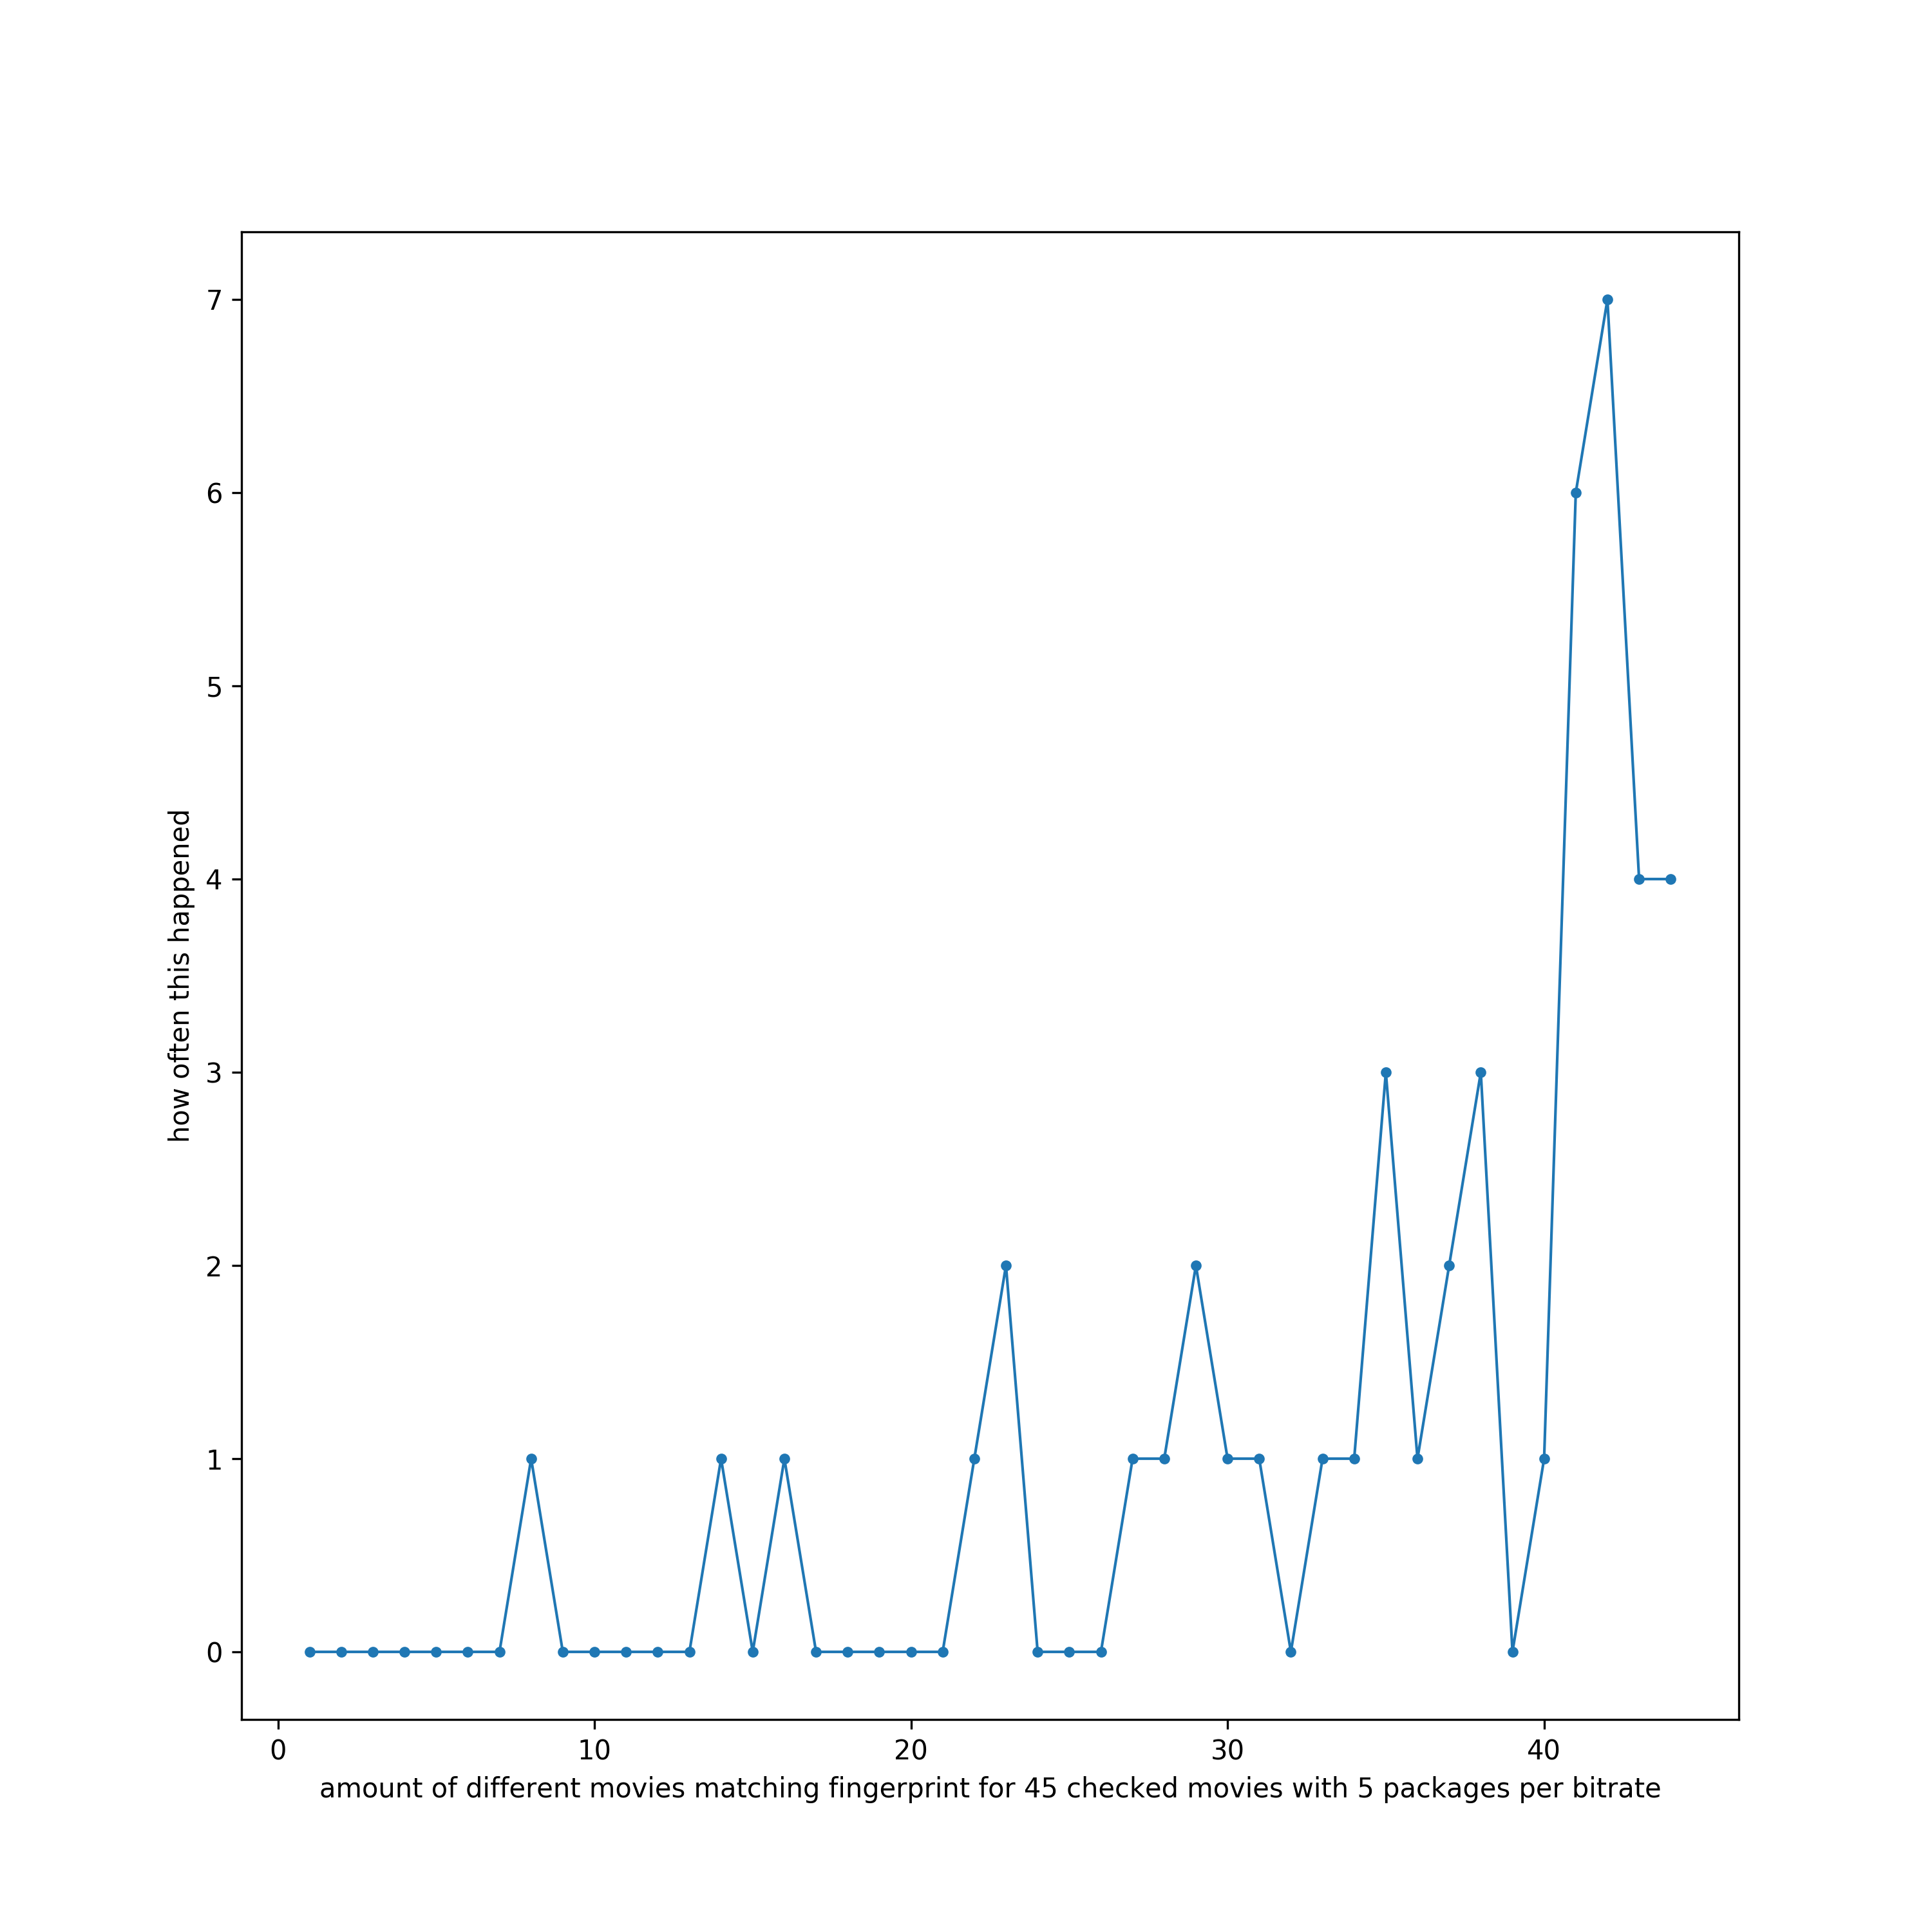 7
6
5
4
3
2
1
0
how often this happened
0 10 20 30 40
amount of different movies matching fingerprint for 45 checked movies with 5 packages per bitrate